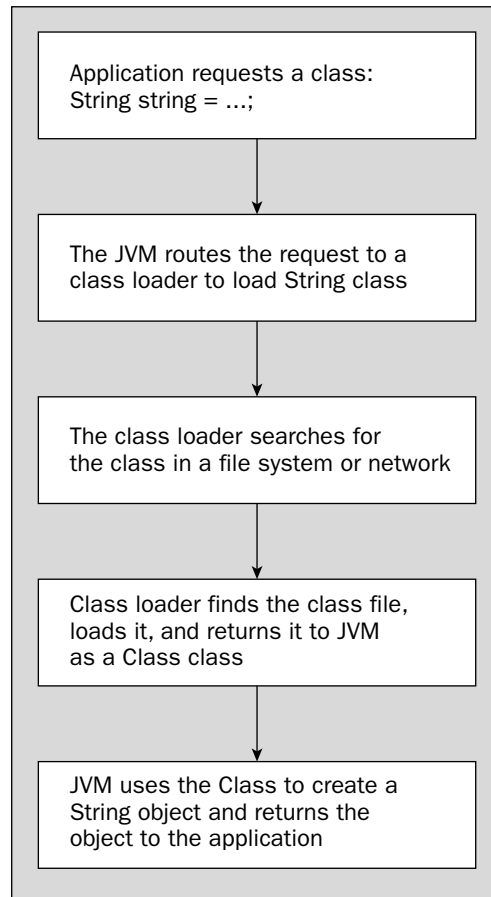 Application requests a class:
String string = ...;
The JVM routes the request to a
class loader to load String class
The class loader searches for
the class in a file system or network
Class loader finds the class file,
loads it, and returns it to JVM
as a Class class
JVM uses the Class to create a
String object and returns the
object to the application